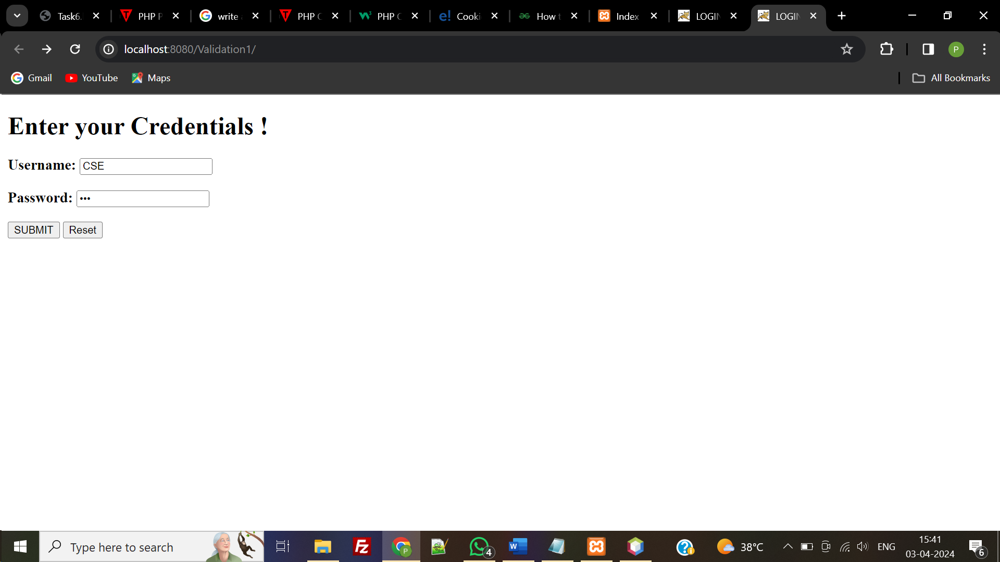 Task6. PHP P write a PHP C PHP C Cooki How t Index LOGIN LOGIN
localhost:8080/Validation1/
Gmail YouTube Maps All Bookmarks
Enter your Credentials !
Username: CSE
Password: •••
SUBMIT Reset
Type here to search 4 38°C ENG 15:41 6
03-04-2024